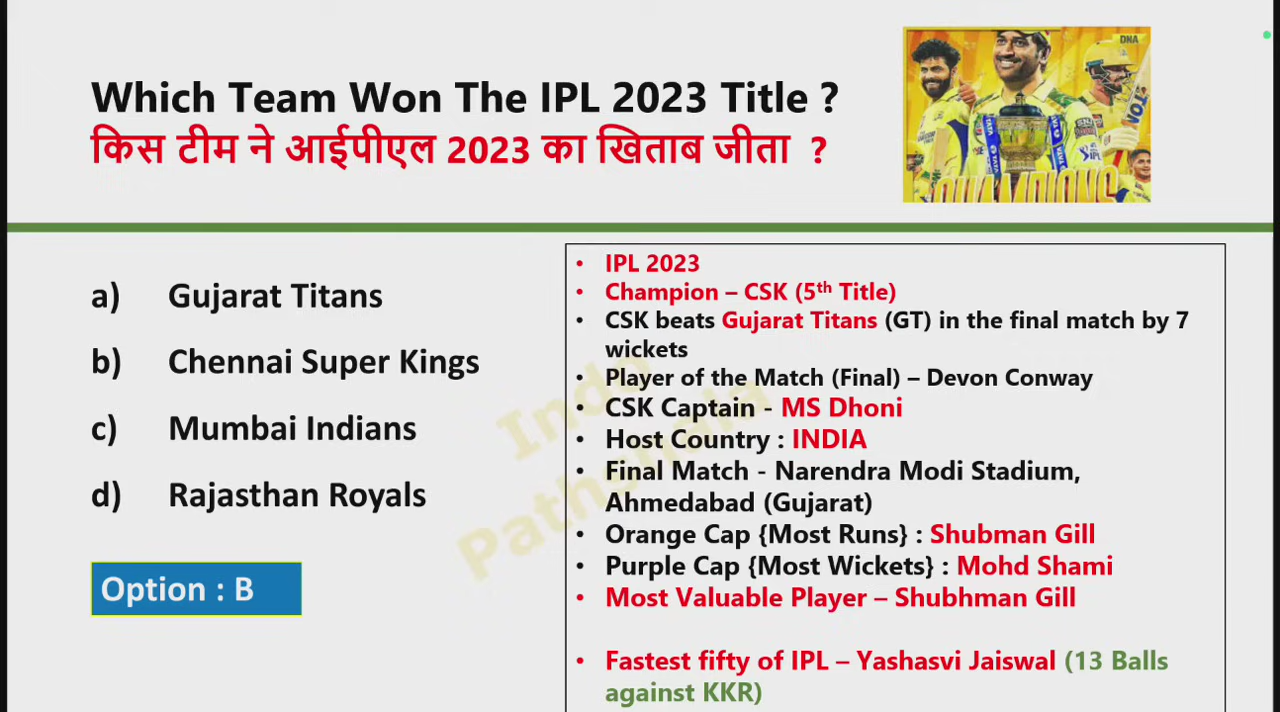 Which Team Won The IPL 2023 Title ?
किस टीम ने आईपीएल 2023 का खिताब जीता ?
DNA
CHAMPIONS
a) Gujarat Titans
b) Chennai Super Kings
c) Mumbai Indians
d) Rajasthan Royals
Option : B
• IPL 2023
• Champion – CSK (5th Title)
• CSK beats Gujarat Titans (GT) in the final match by 7
wickets
• Player of the Match (Final) – Devon Conway
• CSK Captain - MS Dhoni
• Host Country : INDIA
• Final Match - Narendra Modi Stadium,
Ahmedabad (Gujarat)
• Orange Cap {Most Runs} : Shubman Gill
• Purple Cap {Most Wickets} : Mohd Shami
• Most Valuable Player – Shubhman Gill
• Fastest fifty of IPL – Yashasvi Jaiswal (13 Balls
against KKR)
Indo
Pathshala